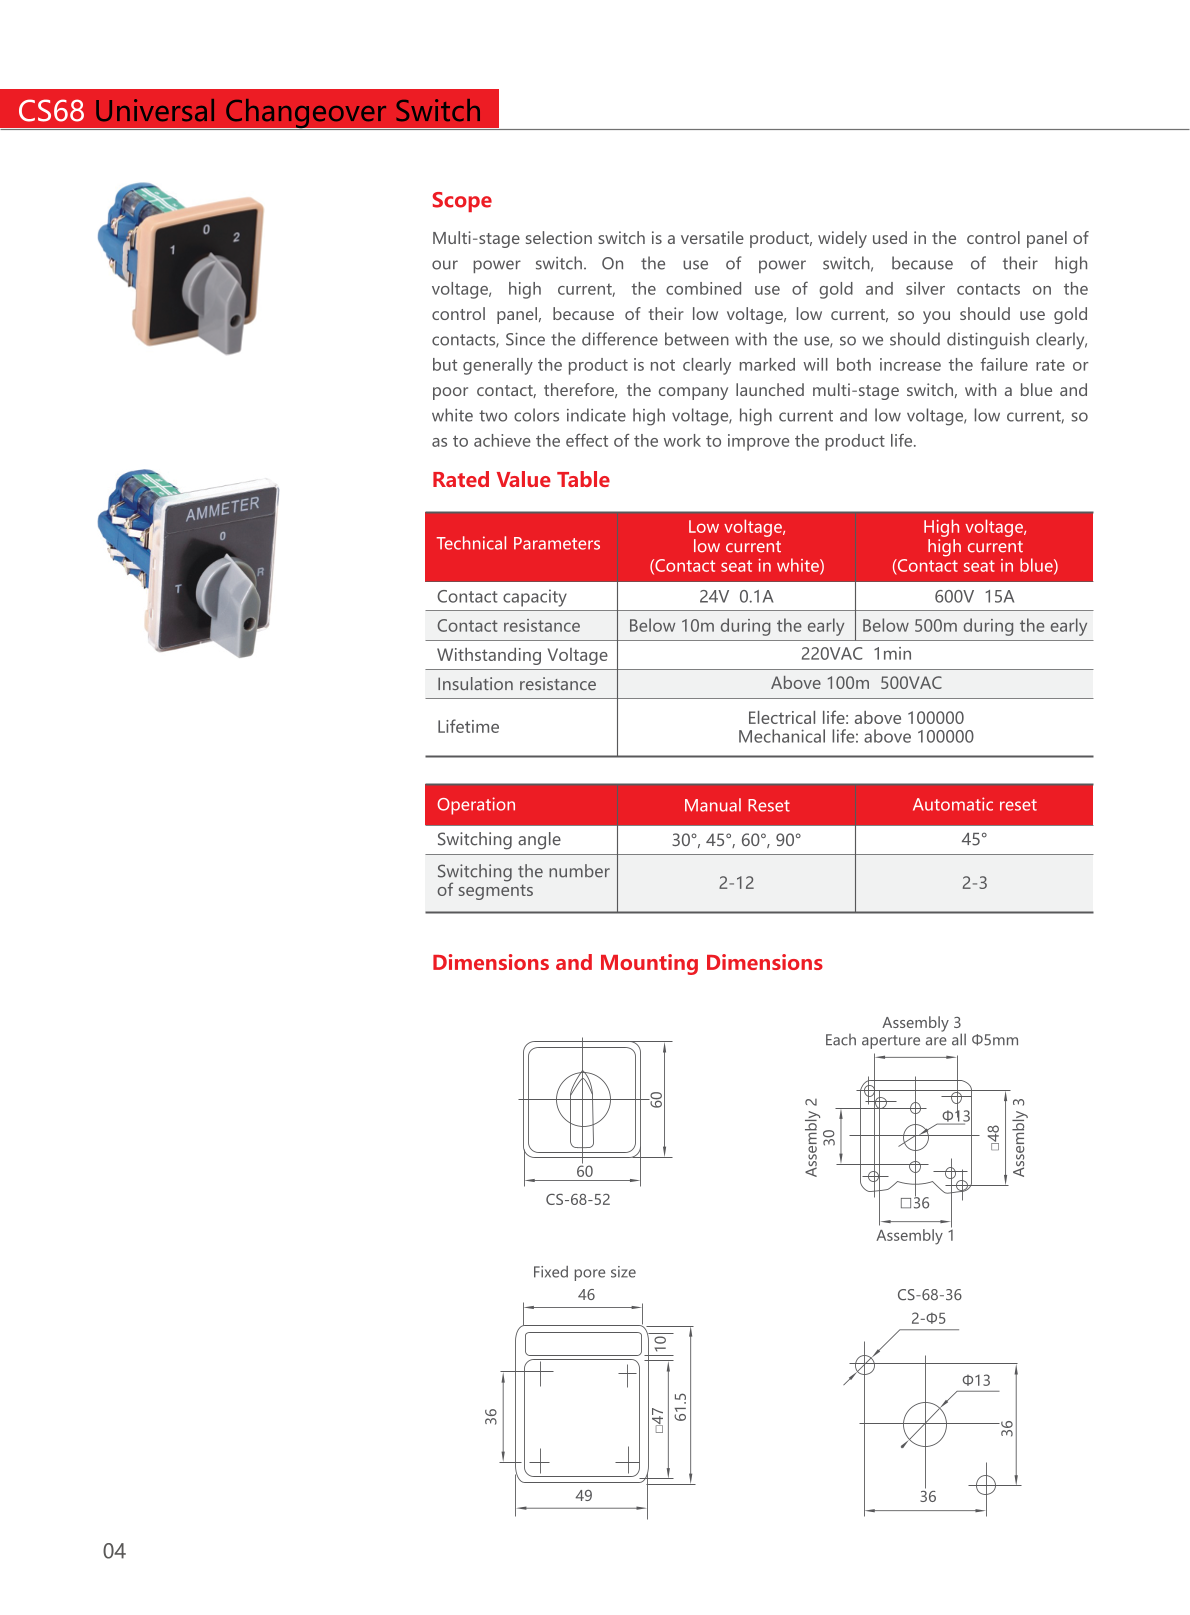 CS68 Universal Changeover Switch
1 0 2
AMMETER
0
T R
Scope
Multi-stage selection switch is a versatile product, widely used in the control panel of
our power switch. On the use of power switch, because of their high
voltage, high current, the combined use of gold and silver contacts on the
control panel, because of their low voltage, low current, so you should use gold
contacts, Since the difference between with the use, so we should distinguish clearly,
but generally the product is not clearly marked will both increase the failure rate or
poor contact, therefore, the company launched multi-stage switch, with a blue and
white two colors indicate high voltage, high current and low voltage, low current, so
as to achieve the effect of the work to improve the product life.
Rated Value Table
Technical Parameters
Low voltage,
low current
(Contact seat in white)
High voltage,
high current
(Contact seat in blue)
Contact capacity 24V 0.1A 600V 15A
Contact resistance Below 10m during the early Below 500m during the early
Withstanding Voltage 220VAC 1min
Insulation resistance Above 100m 500VAC
Lifetime
Electrical life: above 100000
Mechanical life: above 100000
Operation Manual Reset Automatic reset
Switching angle 30°, 45°, 60°, 90° 45°
Switching the number
of segments
2-12 2-3
Dimensions and Mounting Dimensions
60
60
CS-68-52
Assembly 3
Each aperture are all Φ5mm
Assembly 2
30
Φ13
□48
Assembly 3
□36
Assembly 1
Fixed pore size
46
10
36
□47
61.5
49
CS-68-36
2-Φ5
Φ13
36
36
04